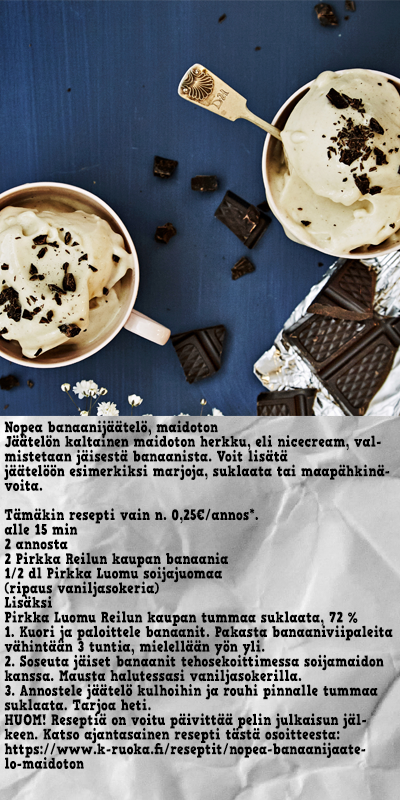 Nopea banaanijäätelö, maidoton
Jäätelön kaltainen maidoton herkku, eli nicecream, val-
mistetaan jäisestä banaanista. Voit lisätä
jäätelöön esimerkiksi marjoja, suklaata tai maapähkinä-
voita.
Tämäkin resepti vain n. 0,25€/annos*.
alle 15 min
2 annosta
2 Pirkka Reilun kaupan banaania
1/2 dl Pirkka Luomu soijajuomaa
(ripaus vaniljasokeria)
Lisäksi
Pirkka Luomu Reilun kaupan tummaa suklaata, 72 %
1. Kuori ja paloittele banaanit. Pakasta banaaniviipaleita
vähintään 3 tuntia, mielellään yön yli.
2. Soseuta jäiset banaanit tehosekoittimessa soijamaidon
kanssa. Mausta halutessasi vaniljasokerilla.
3. Annostele jäätelö kulhoihin ja rouhi pinnalle tummaa
suklaata. Tarjoa heti.
HUOM! Reseptiä on voitu päivittää pelin julkaisun jäl-
keen. Katso ajantasainen resepti tästä osoitteesta:
https://www.k-ruoka.fi/reseptit/nopea-banaanijaate-
lo-maidoton